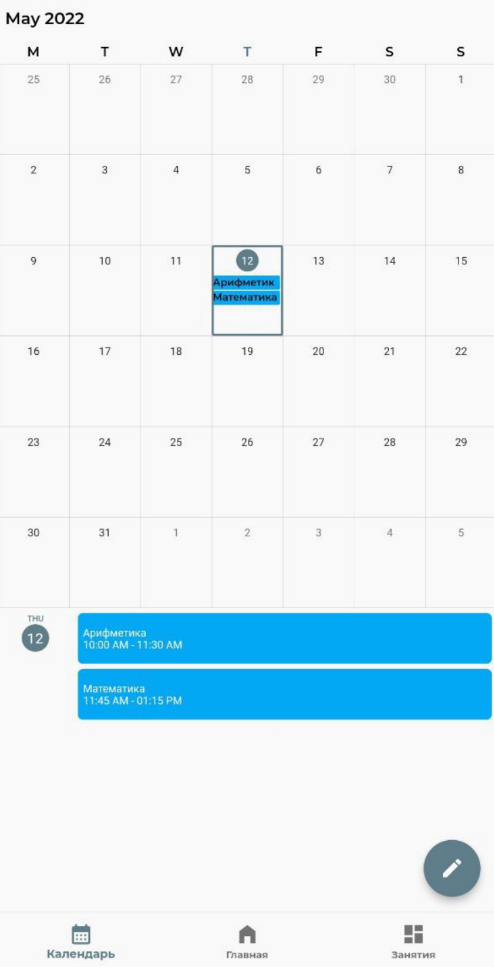 May 2022
M T W T F S S
25 26 27 28 29 30 1
2 3 4 5 6 7 8
9 10 11 12 13 14 15
Арифметик
Математика
16 17 18 19 20 21 22
23 24 25 26 27 28 29
30 31 1 2 3 4 5
THU
12
Арифметика
10:00 AM - 11:30 AM
Математика
11:45 AM - 01:15 PM
Календарь Главная Занятия